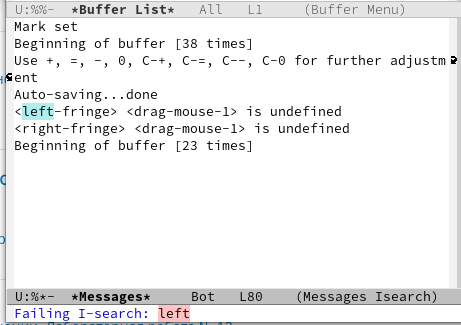 U:%%-  *Buffer List*   All   L1     (Buffer Menu)
Mark set
Beginning of buffer [38 times]
Use +, =, -, 0, C-+, C-=, C--, C-0 for further adjustm
ent
Auto-saving...done
<left-fringe> <drag-mouse-1> is undefined
<right-fringe> <drag-mouse-1> is undefined
Beginning of buffer [23 times]
U:%*-  *Messages*     Bot   L80    (Messages Isearch)
Failing I-search: left